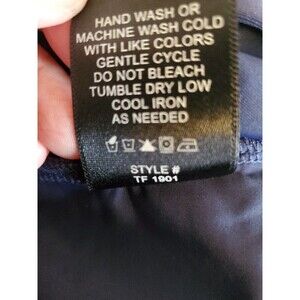 HAND WASH OR
MACHINE WASH COLD
WITH LIKE COLORS
GENTLE CYCLE
DO NOT BLEACH
TUMBLE DRY LOW
COOL IRON
AS NEEDED
STYLE #
TF 1901